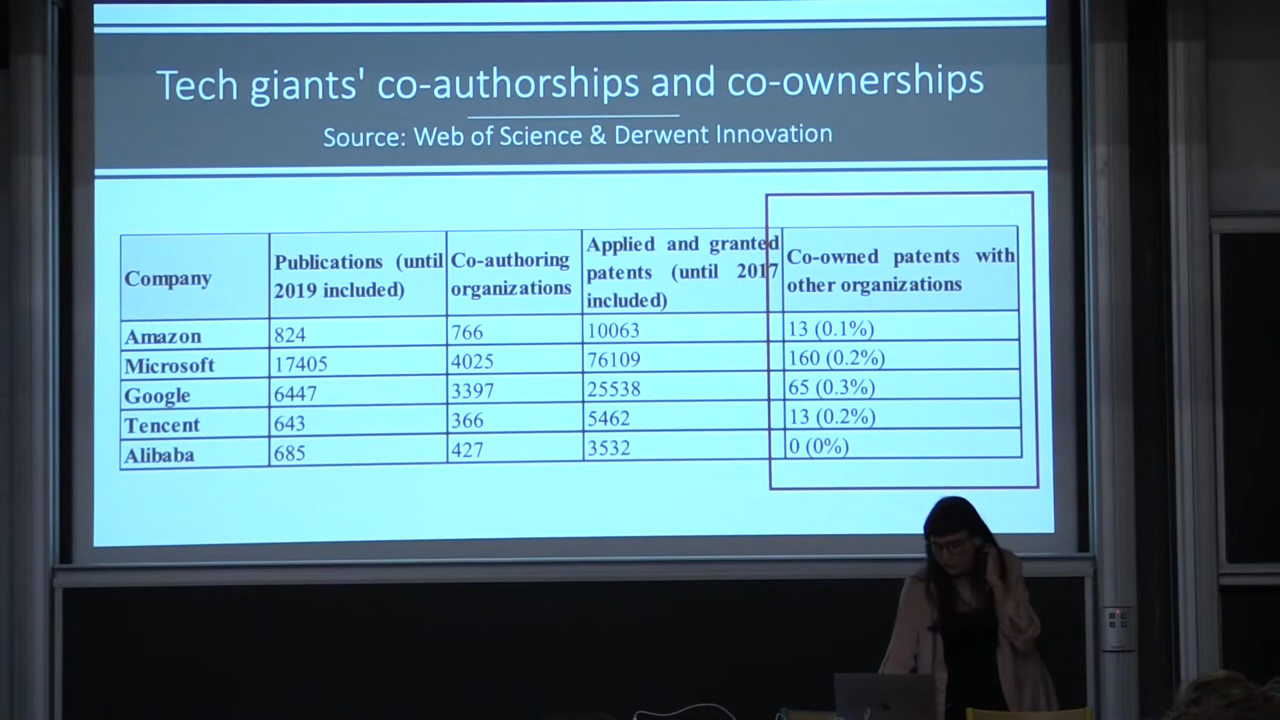 Tech giants' co-authorships and co-ownerships
Source: Web of Science & Derwent Innovation
Company
Publications (until
2019 included)
Co-authoring
organizations
Applied and granted
patents (until 2017
included)
Co-owned patents with
other organizations
Amazon 824 766 10063 13 (0.1%)
Microsoft 17405 4025 76109 160 (0.2%)
Google 6447 3397 25538 65 (0.3%)
Tencent 643 366 5462 13 (0.2%)
Alibaba 685 427 3532 0 (0%)